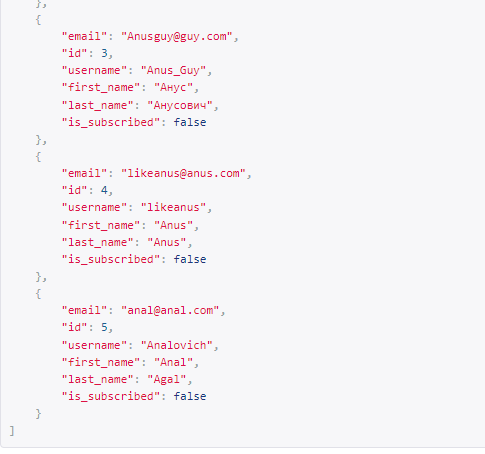 },
{
"email": "Anusguy@guy.com",
"id": 3,
"username": "Anus_Guy",
"first_name": "Анус",
"last_name": "Анусович",
"is_subscribed": false
},
{
"email": "likeanus@anus.com",
"id": 4,
"username": "likeanus",
"first_name": "Anus",
"last_name": "Anus",
"is_subscribed": false
},
{
"email": "anal@anal.com",
"id": 5,
"username": "Analovich",
"first_name": "Anal",
"last_name": "Agal",
"is_subscribed": false
}
]